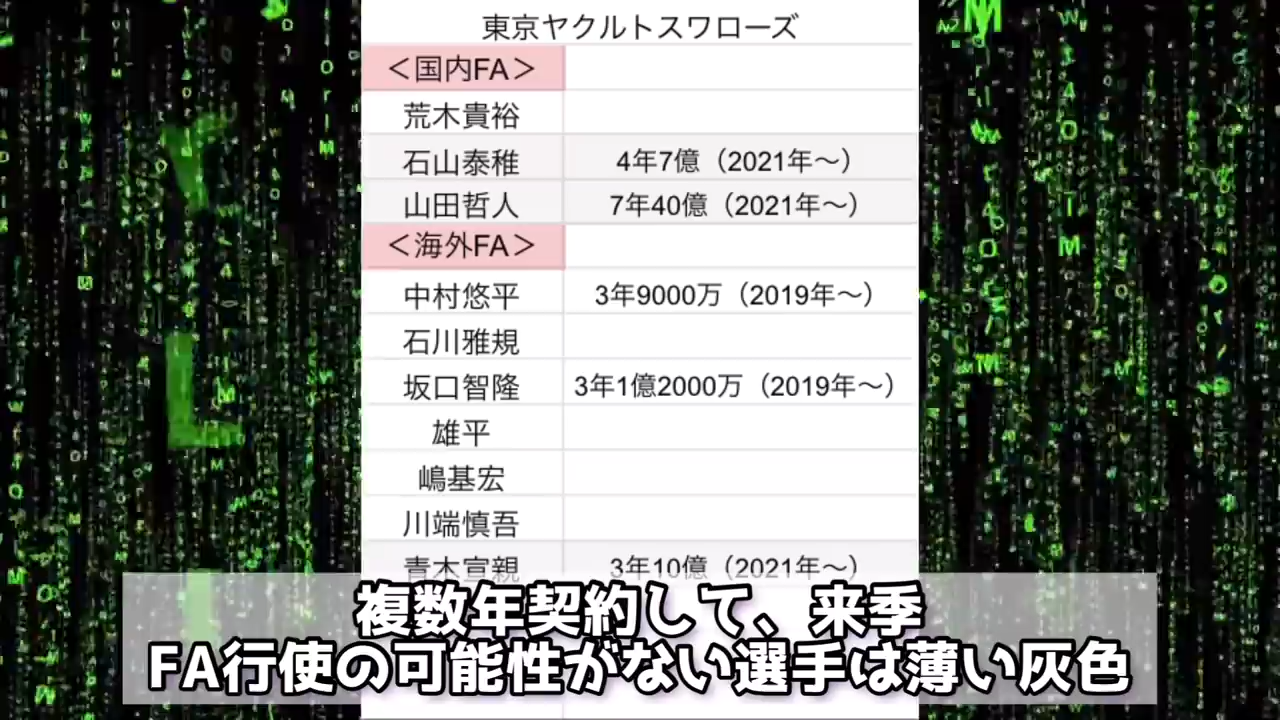 東京ヤクルトスワローズ
＜国内FA＞
荒木貴裕
石山泰稚 4年7億（2021年～）
山田哲人 7年40億（2021年～）
＜海外FA＞
中村悠平 3年9000万（2019年～）
石川雅規
坂口智隆 3年1億2000万（2019年～）
雄平
嶋基宏
川端慎吾
青木宣親 3年10億（2021年～）
複数年契約して、来季
FA行使の可能性がない選手は薄い灰色